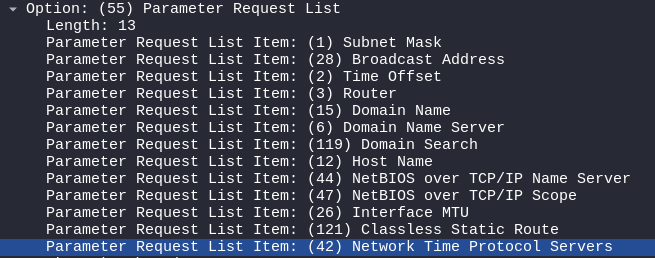 Option: (55) Parameter Request List
Length: 13
Parameter Request List Item: (1) Subnet Mask
Parameter Request List Item: (28) Broadcast Address
Parameter Request List Item: (2) Time Offset
Parameter Request List Item: (3) Router
Parameter Request List Item: (15) Domain Name
Parameter Request List Item: (6) Domain Name Server
Parameter Request List Item: (119) Domain Search
Parameter Request List Item: (12) Host Name
Parameter Request List Item: (44) NetBIOS over TCP/IP Name Server
Parameter Request List Item: (47) NetBIOS over TCP/IP Scope
Parameter Request List Item: (26) Interface MTU
Parameter Request List Item: (121) Classless Static Route
Parameter Request List Item: (42) Network Time Protocol Servers